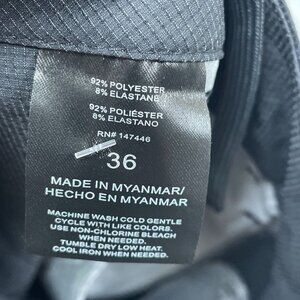 92% POLYESTER
8% ELASTANE
92% POLIÉSTER
8% ELASTANO
RN# 147446
36
MADE IN MYANMAR/
HECHO EN MYANMAR
MACHINE WASH COLD GENTLE
CYCLE WITH LIKE COLORS.
USE NON-CHLORINE BLEACH
WHEN NEEDED.
TUMBLE DRY LOW HEAT.
COOL IRON WHEN NEEDED.